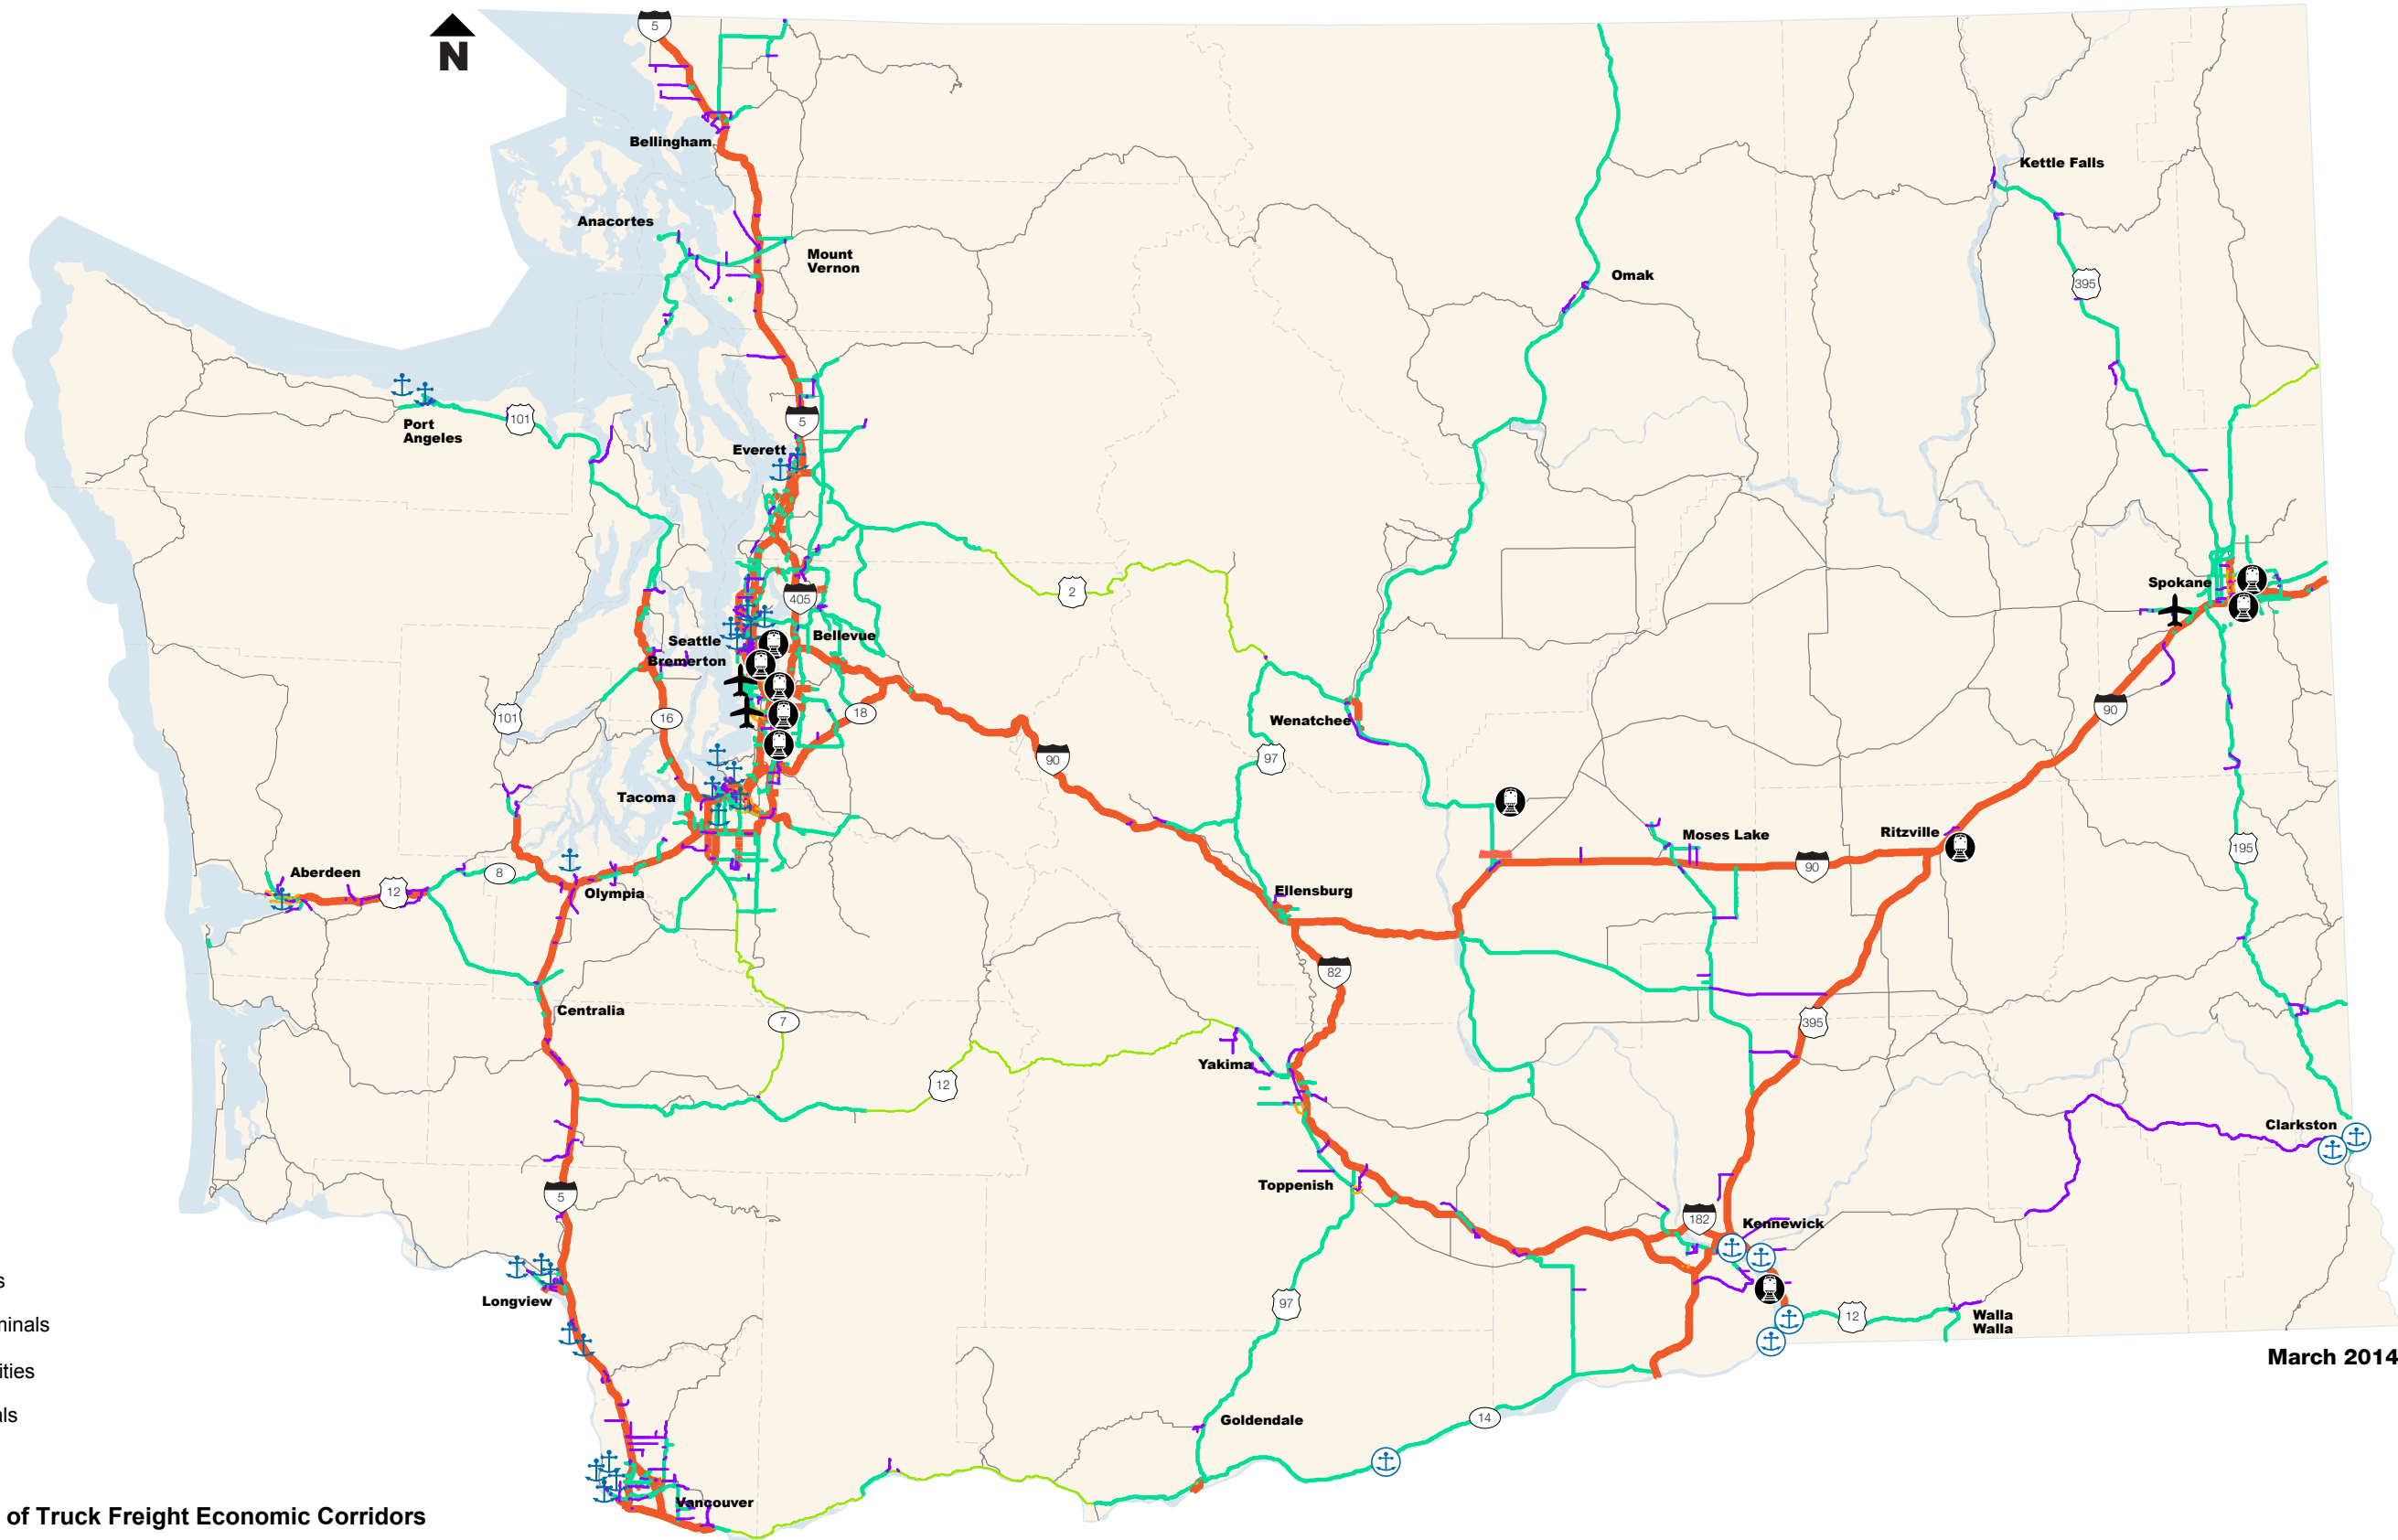 5
N
Bellingham
Kettle Falls
Anacortes
Mount
Vernon
Omak
395
Port
Angeles
101
5
Everett
2
405
Spokane
Seattle
Bellevue
Bremerton
101
16
18
Wenatchee
90
97
90
Tacoma
Moses Lake
Ritzville
195
Aberdeen
8
12
Olympia
90
Ellensburg
82
Centralia
7
395
Yakima
12
Clarkston
Toppenish
5
182
Kennewick
s
Longview
97
12
Walla
Walla
minals
March 2014
ities
als
Goldendale
14
Vancouver
of Truck Freight Economic Corridors